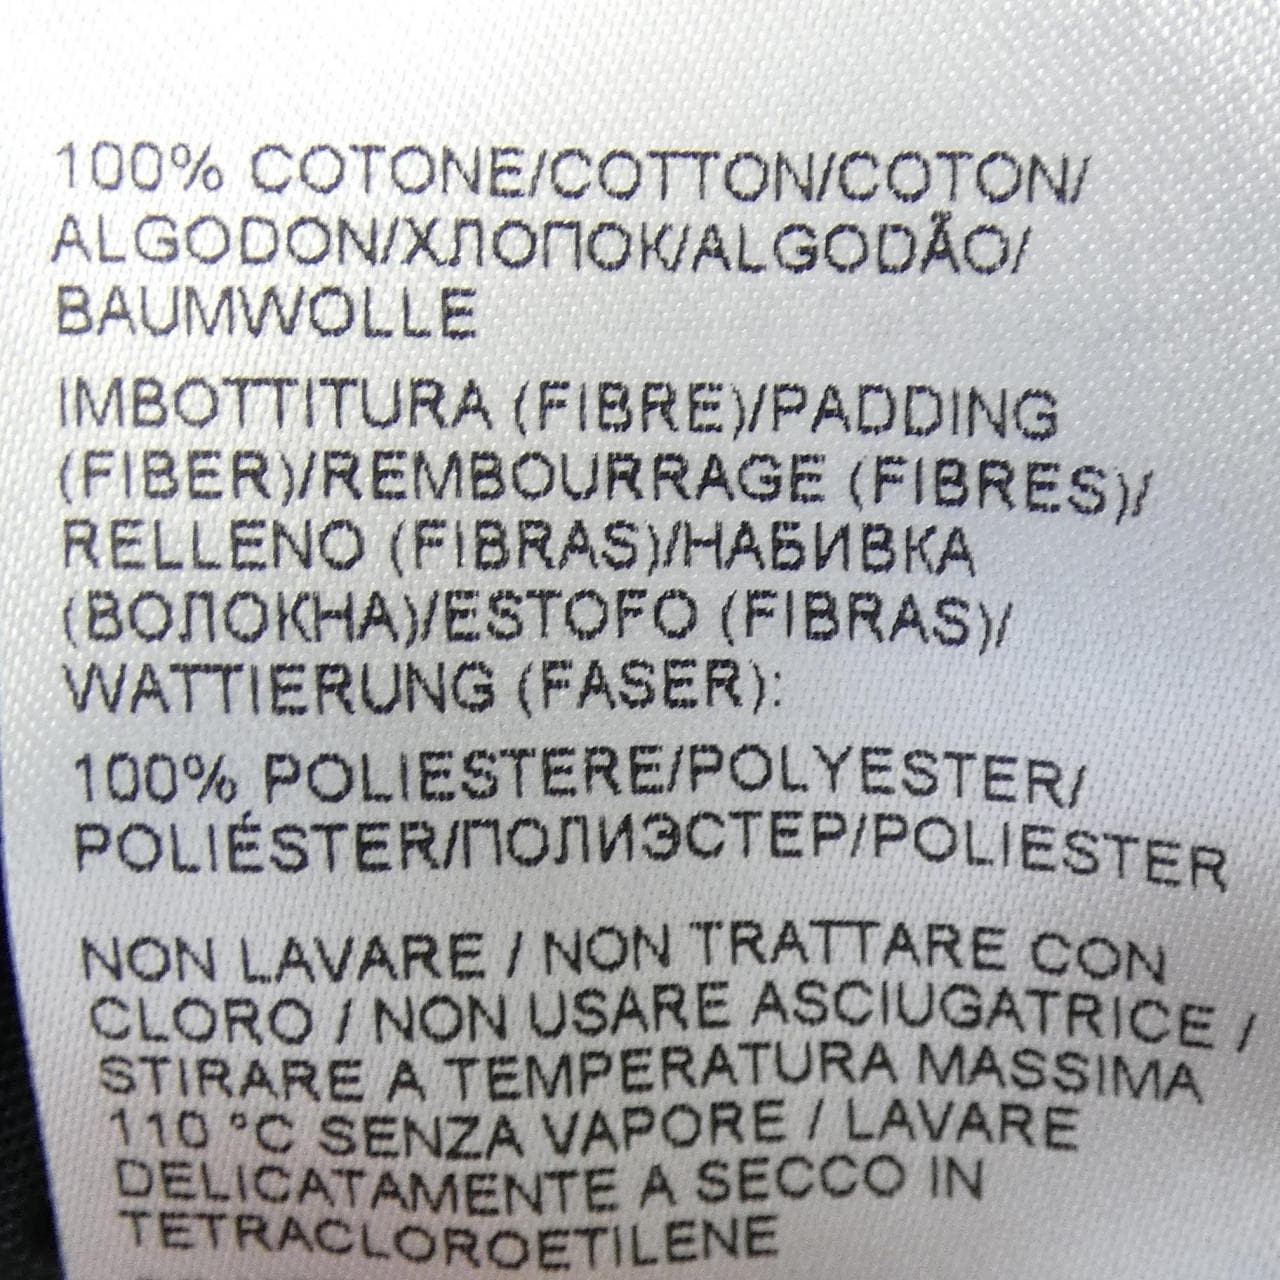 100% COTONE/COTTON/COTON/
ALGODON/ХЛОПОК/ALGODÃO/
BAUMWOLLE
IMBOTTITURA (FIBRE)/PADDING
(FIBER)/REMBOURRAGE (FIBRES)/
RELLENO (FIBRAS)/НАБИВКА
(ВОЛОКНА)/ESTOFO (FIBRAS)/
WATTIERUNG (FASER):
100% POLIESTERE/POLYESTER/
POLIÉSTER/ПОЛИЭСТЕР/POLIESTER
NON LAVARE / NON TRATTARE CON
CLORO / NON USARE ASCIUGATRICE /
STIRARE A TEMPERATURA MASSIMA
110 °C SENZA VAPORE / LAVARE
DELICATAMENTE A SECCO IN
TETRACLOROETILENE